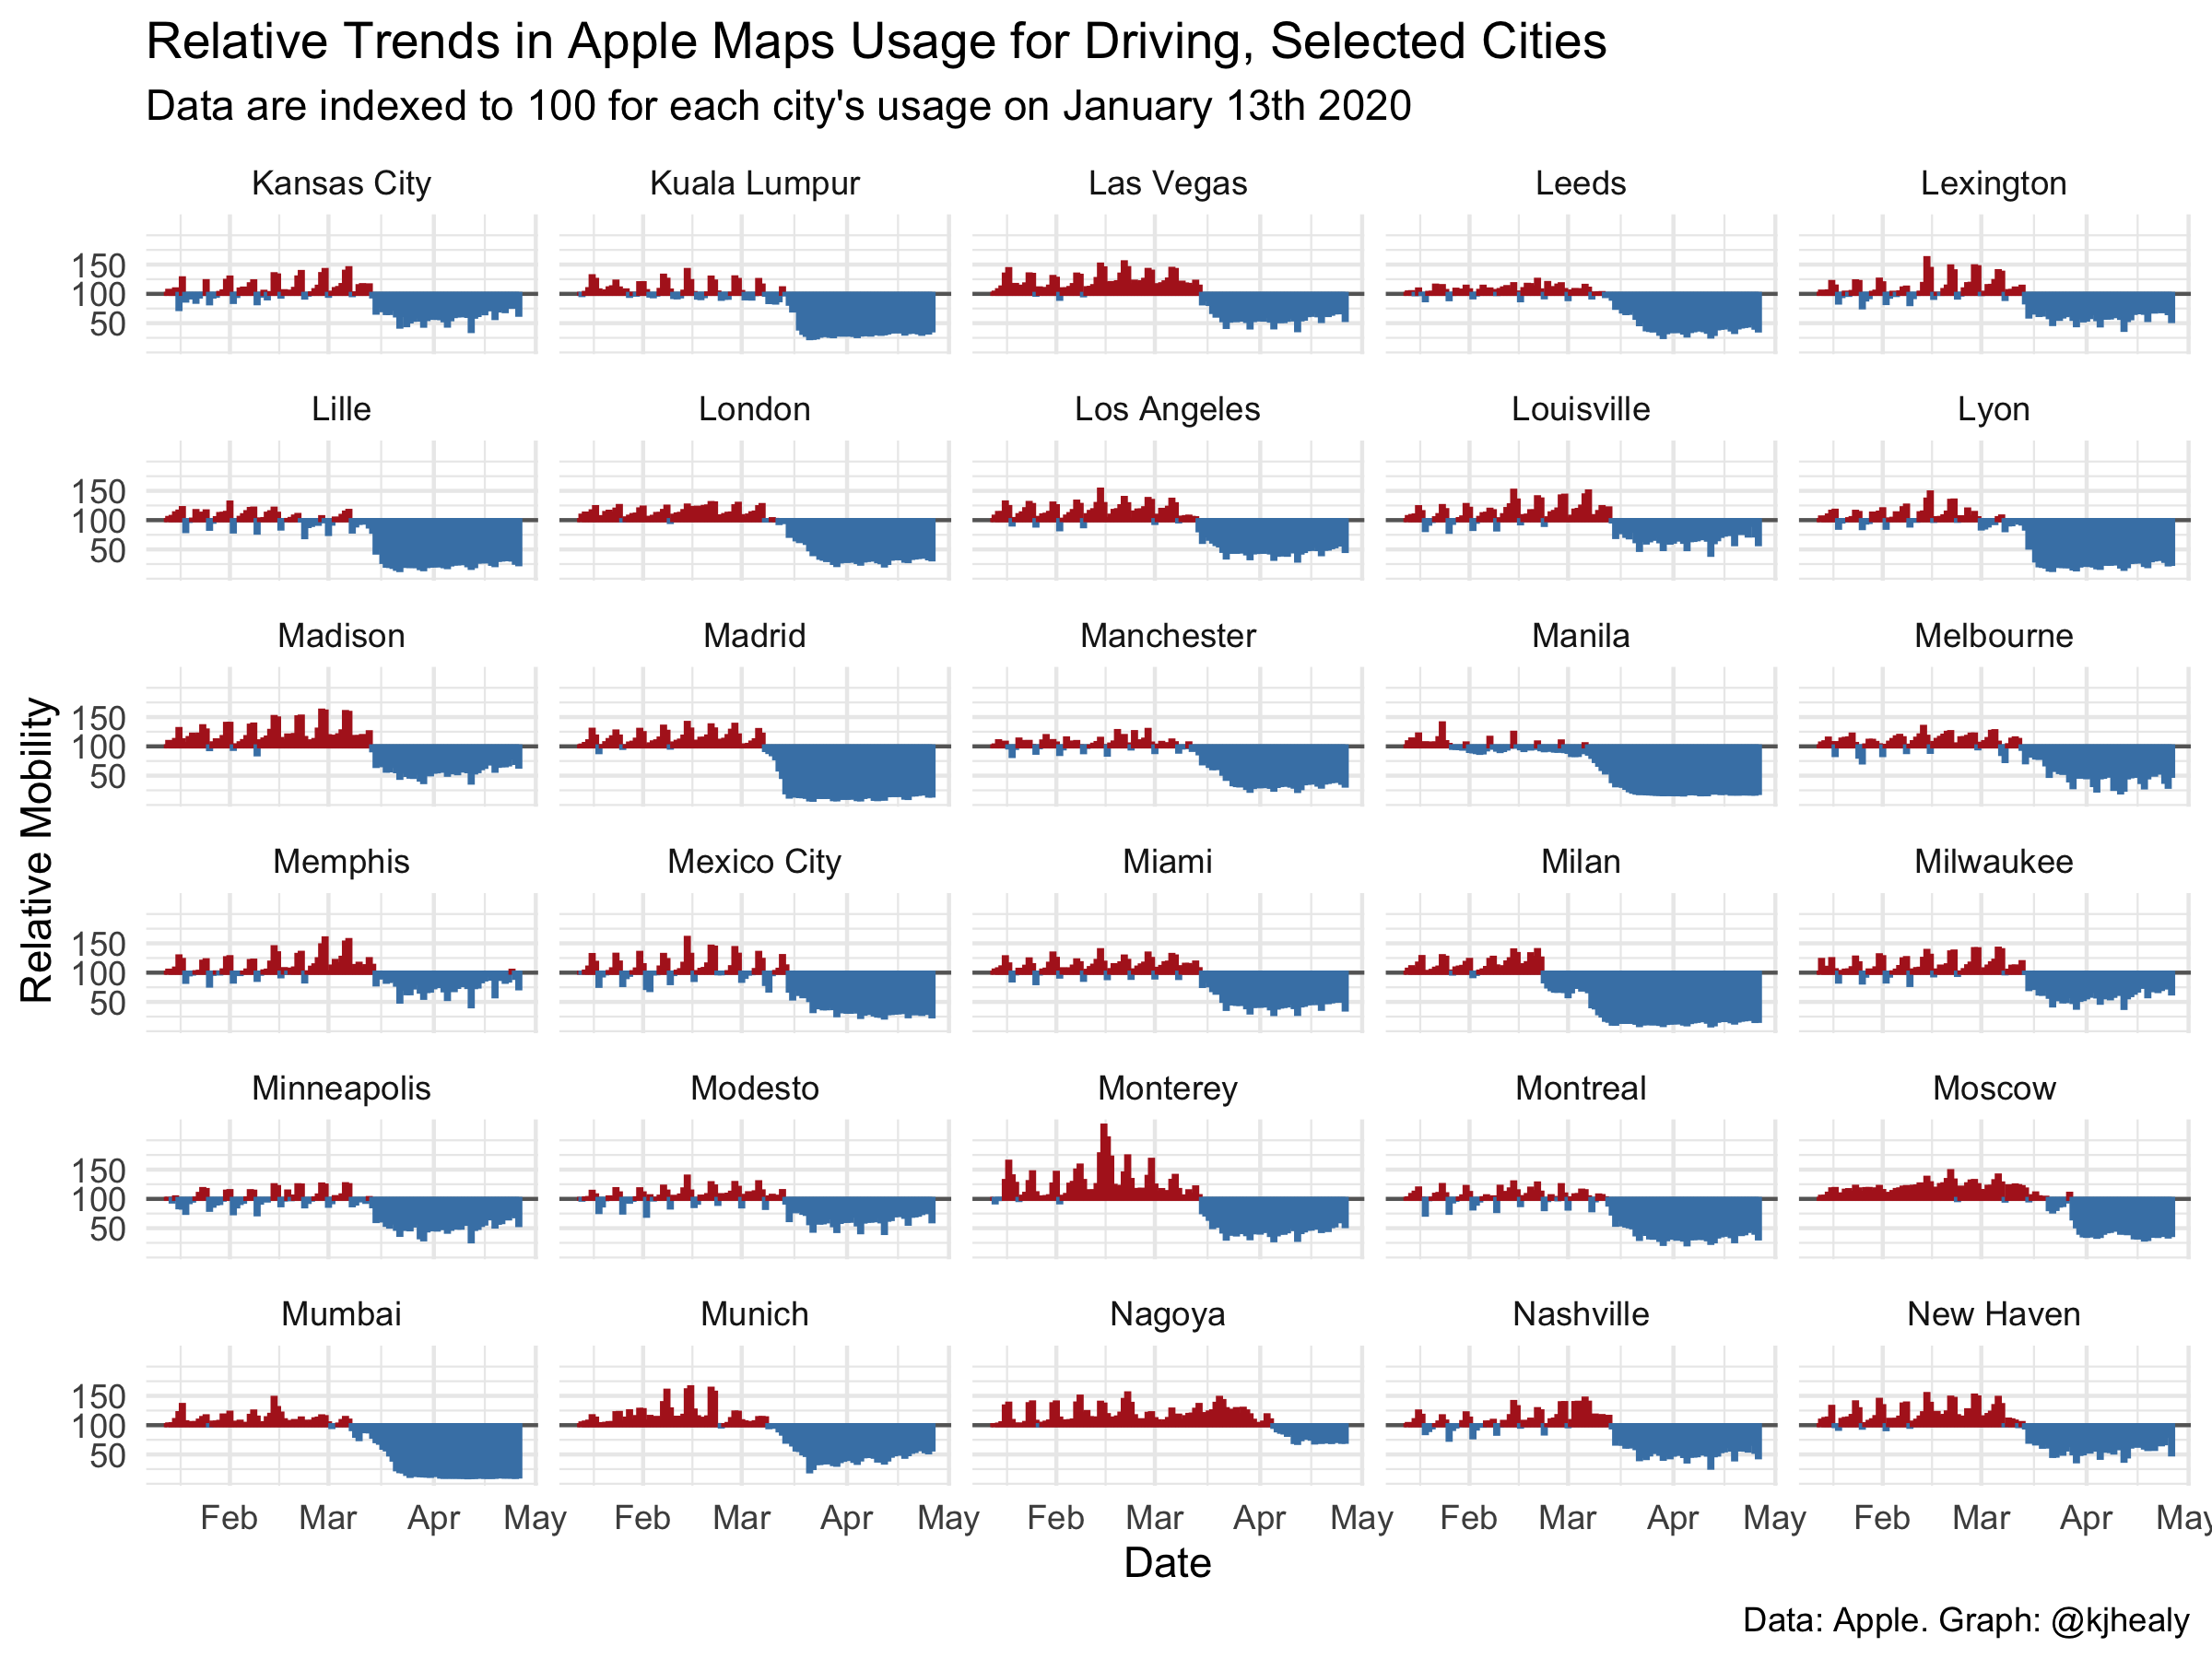 Relative Trends in Apple Maps Usage for Driving, Selected Cities
Data are indexed to 100 for each city's usage on January 13th 2020
Kansas City Kuala Lumpur Las Vegas Leeds Lexington
150
100
50
Lille London Los Angeles Louisville Lyon
150
100
50
Madison Madrid Manchester Manila Melbourne
150
100
50
Relative Mobility
Memphis Mexico City Miami Milan Milwaukee
150
100
50
Minneapolis Modesto Monterey Montreal Moscow
150
100
50
Mumbai Munich Nagoya Nashville New Haven
150
100
50
Feb Mar Apr May Feb Mar Apr May Feb Mar Apr May Feb Mar Apr May Feb Mar Apr May
Date
Data: Apple. Graph: @kjhealy